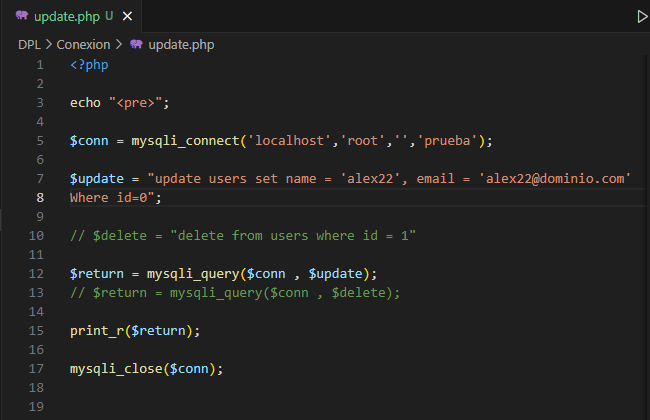 update.php U ×
DPL > Conexion > update.php
1 <?php
2
3 echo "<pre>";
4
5 $conn = mysqli_connect('localhost','root','','prueba');
6
7 $update = "update users set name = 'alex22', email = 'alex22@dominio.com'
8 Where id=0";
9
10 // $delete = "delete from users where id = 1"
11
12 $return = mysqli_query($conn , $update);
13 // $return = mysqli_query($conn , $delete);
14
15 print_r($return);
16
17 mysqli_close($conn);
18
19